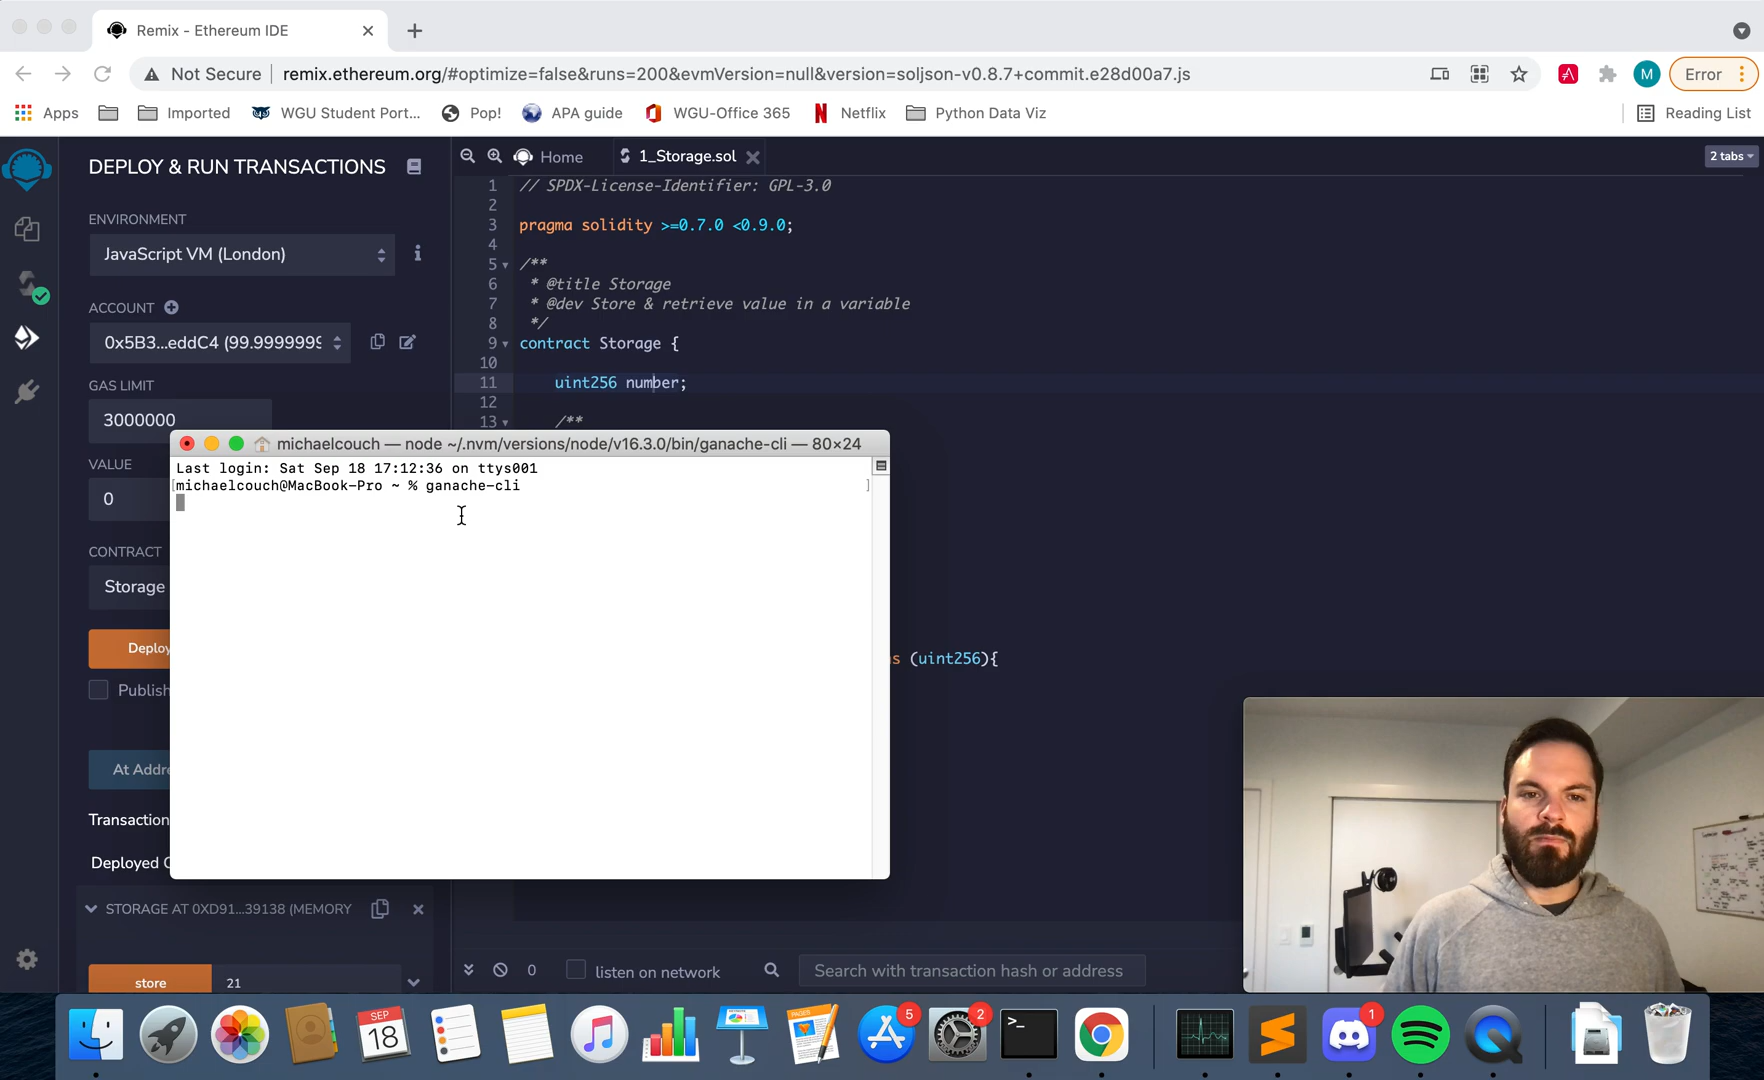 Remix - Ethereum IDE
Not Secure
remix.ethereum.org/#optimize=false&runs=200&evmVersion=null&version=soljson-v0.8.7+commit.e28d00a7.js
M
Error
Apps
Imported
WGU Student Port...
Pop!
APA guide
WGU-Office 365
Netflix
Python Data Viz
Reading List
DEPLOY & RUN TRANSACTIONS
ENVIRONMENT
JavaScript VM (London)
ACCOUNT
0x5B3...eddC4 (99.9999999
GAS LIMIT
3000000
VALUE
0
CONTRACT
Storage
Deploy
Publish
At Addre
Transaction
Deployed C
STORAGE AT 0XD91...39138 (MEMORY
store
21
Home
1_Storage.sol
2 tabs
1 // SPDX-License-Identifier: GPL-3.0
2
3 pragma solidity >=0.7.0 <0.9.0;
4
5 /**
6 * @title Storage
7 * @dev Store & retrieve value in a variable
8 */
9 contract Storage {
10
11 uint256 number;
12
13 /**
s (uint256){
michaelcouch — node ~/.nvm/versions/node/v16.3.0/bin/ganache-cli — 80×24
Last login: Sat Sep 18 17:12:36 on ttys001
[michaelcouch@MacBook-Pro ~ % ganache-cli ]
0
listen on network
Search with transaction hash or address
SEP
18
PAGES
5
2
>_
1